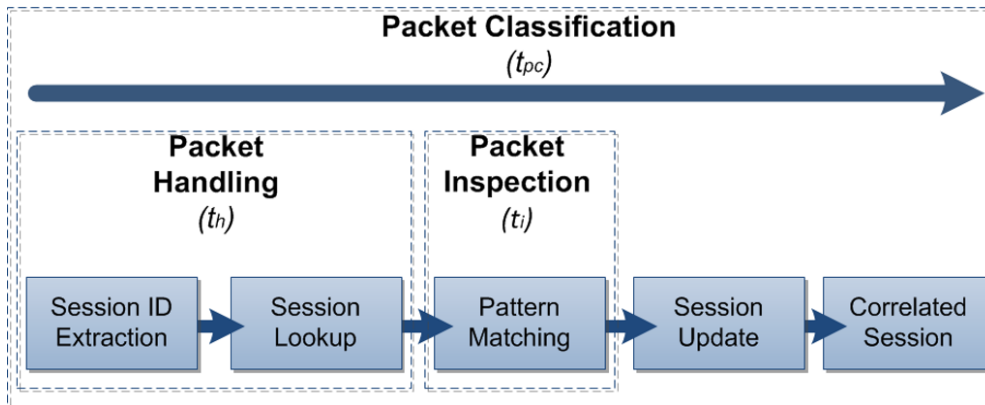 Packet Classification
(tpc)
Packet
Handling
(th)
Packet
Inspection
(ti)
Session ID
Extraction
Session
Lookup
Pattern
Matching
Session
Update
Correlated
Session